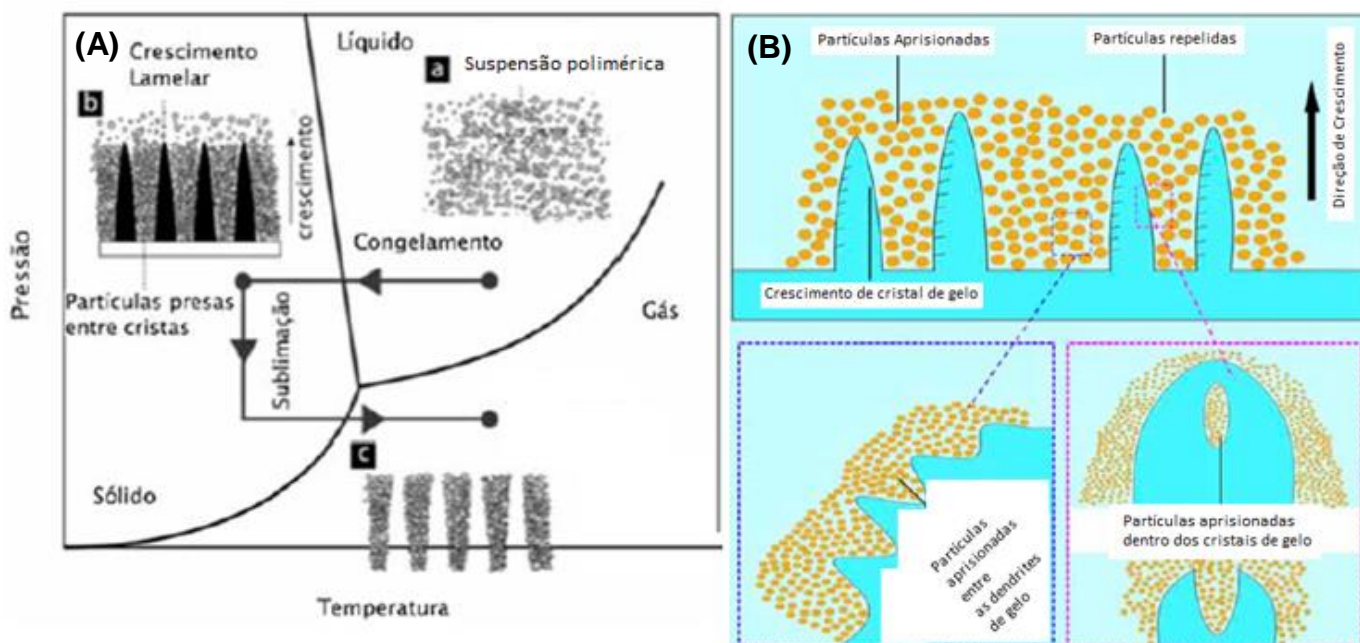 (A)
Crescimento
Lamelar
b
crescimento
Partículas presas
entre cristas
Líquido
a
Suspensão polimérica
Congelamento
Sublimação
Gás
Sólido
c
Pressão
Temperatura
(B)
Partículas Aprisionadas
Partículas repelidas
Direção de Crescimento
Crescimento de cristal de gelo
Partículas
aprisionadas
entre
as dendrites
de gelo
Partículas aprisionadas
dentro dos cristais de gelo